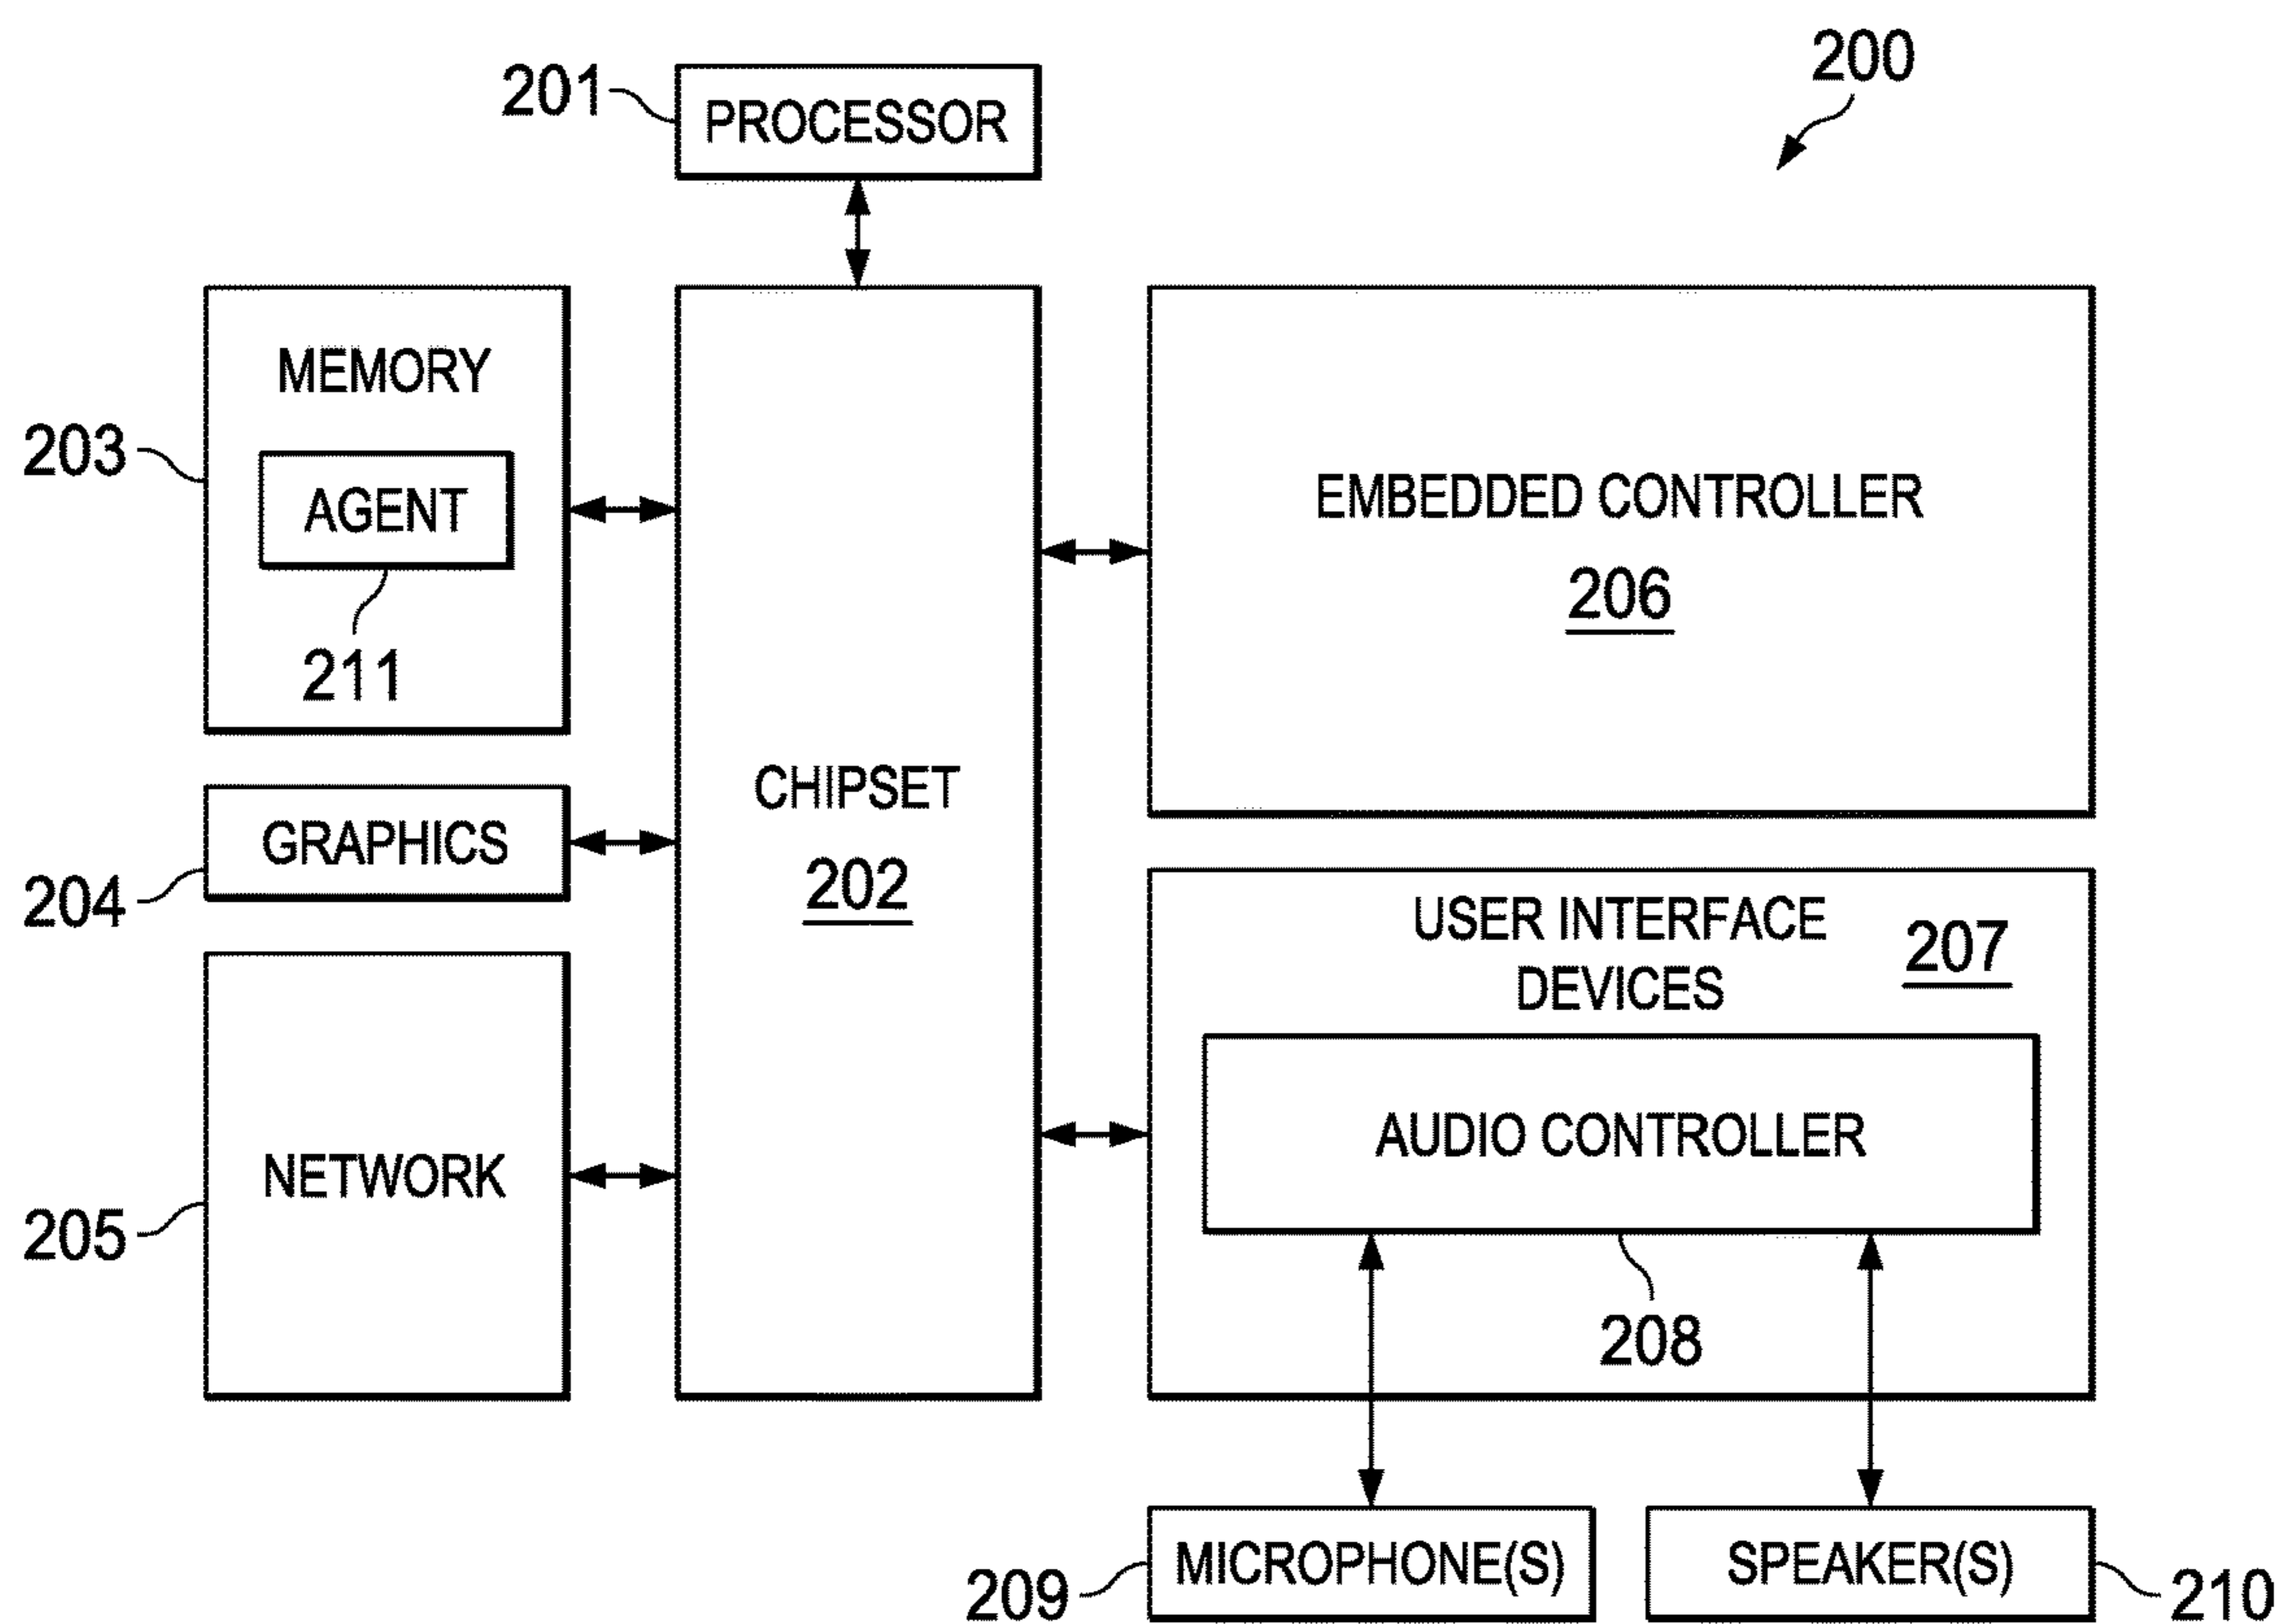 200
201
PROCESSOR
MEMORY
203
AGENT
211
EMBEDDED CONTROLLER
206
CHIPSET
202
GRAPHICS
204
USER INTERFACE
DEVICES
207
AUDIO CONTROLLER
208
NETWORK
205
MICROPHONE(S)
209
SPEAKER(S)
210